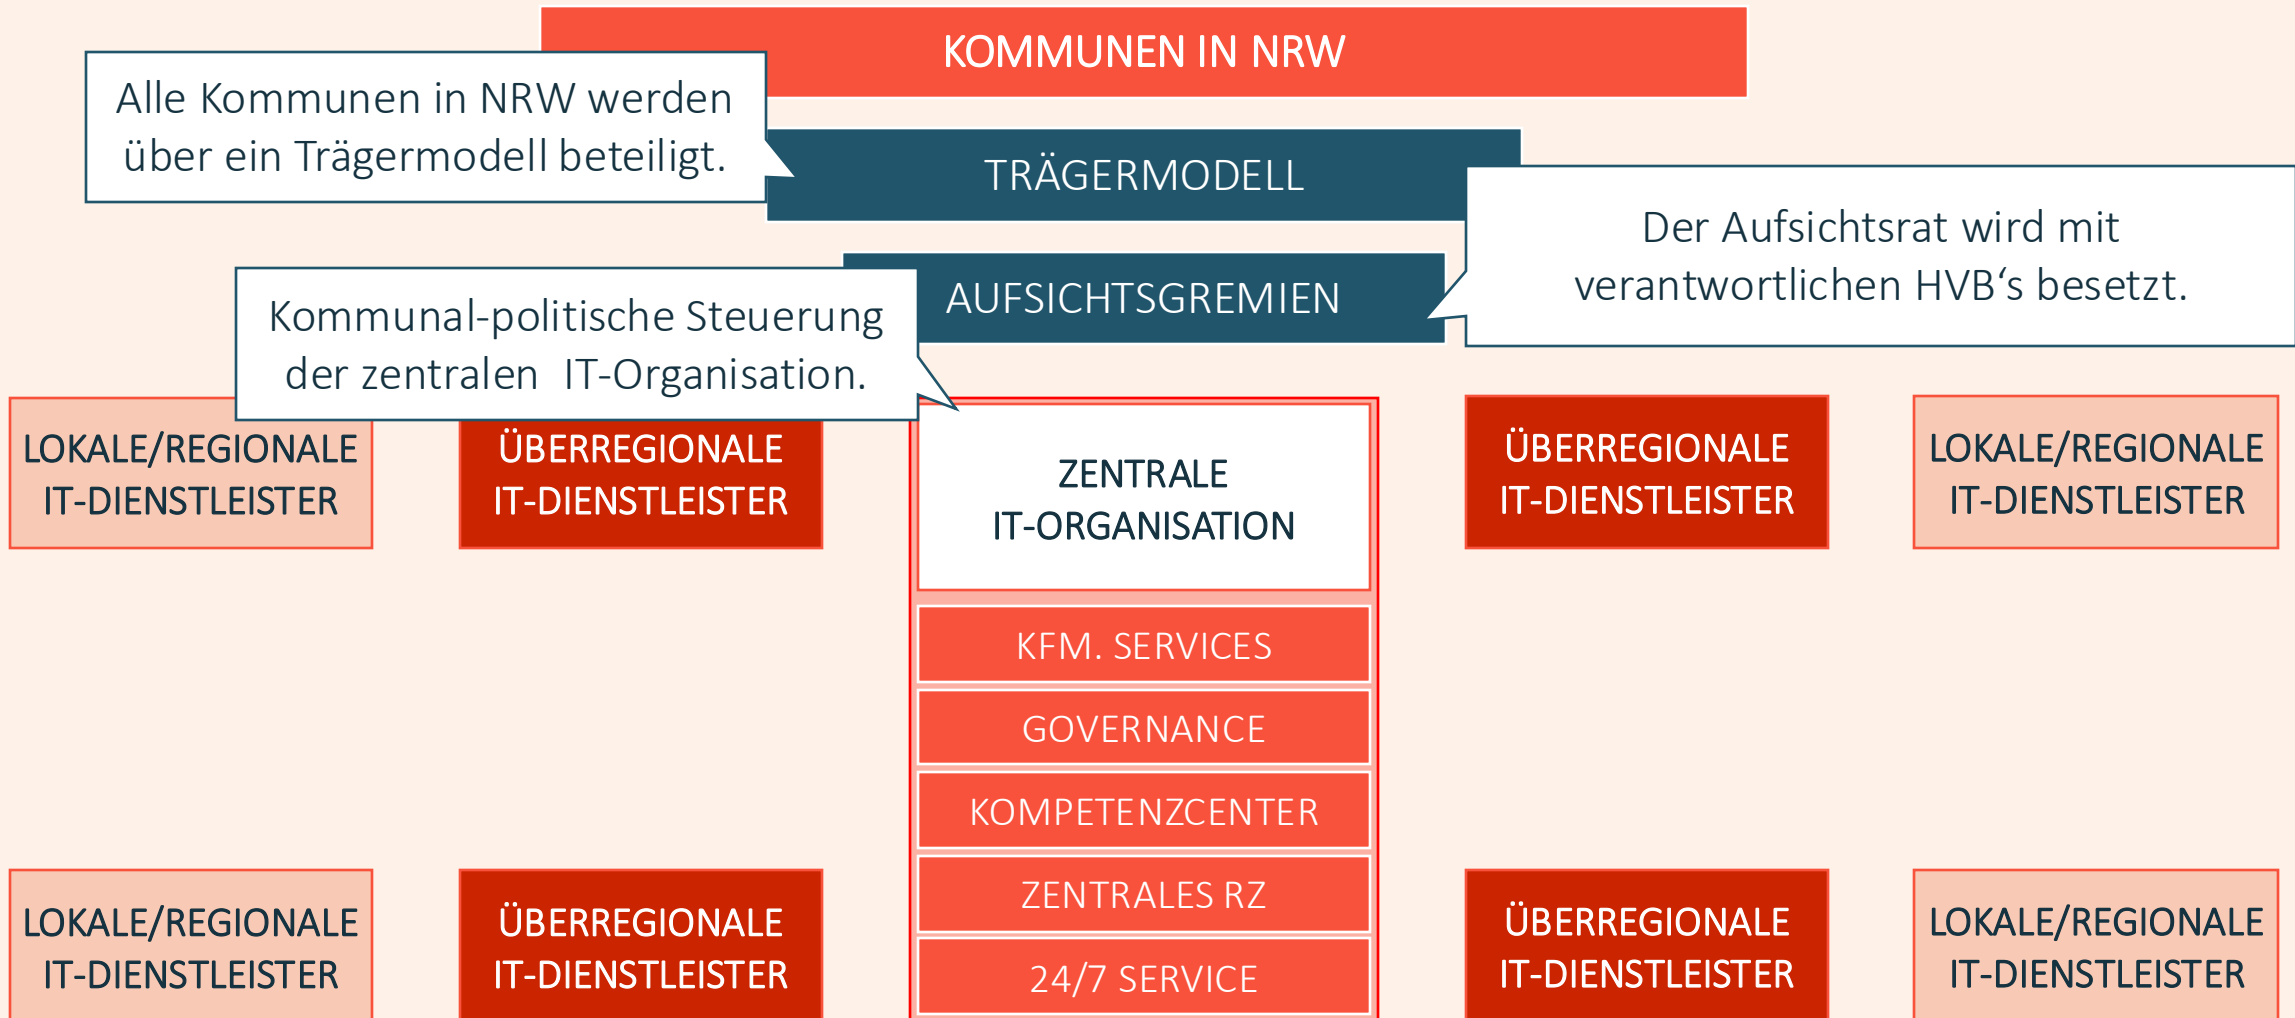 KOMMUNEN IN NRW
Alle Kommunen in NRW werden
über ein Trägermodell beteiligt.
TRÄGERMODELL
Der Aufsichtsrat wird mit
verantwortlichen HVB‘s besetzt.
AUFSICHTSGREMIEN
Kommunal-politische Steuerung
der zentralen IT-Organisation.
LOKALE/REGIONALE
IT-DIENSTLEISTER
ÜBERREGIONALE
IT-DIENSTLEISTER
ZENTRALE
IT-ORGANISATION
ÜBERREGIONALE
IT-DIENSTLEISTER
LOKALE/REGIONALE
IT-DIENSTLEISTER
KFM. SERVICES
GOVERNANCE
KOMPETENZCENTER
ZENTRALES RZ
24/7 SERVICE
LOKALE/REGIONALE
IT-DIENSTLEISTER
ÜBERREGIONALE
IT-DIENSTLEISTER
ÜBERREGIONALE
IT-DIENSTLEISTER
LOKALE/REGIONALE
IT-DIENSTLEISTER